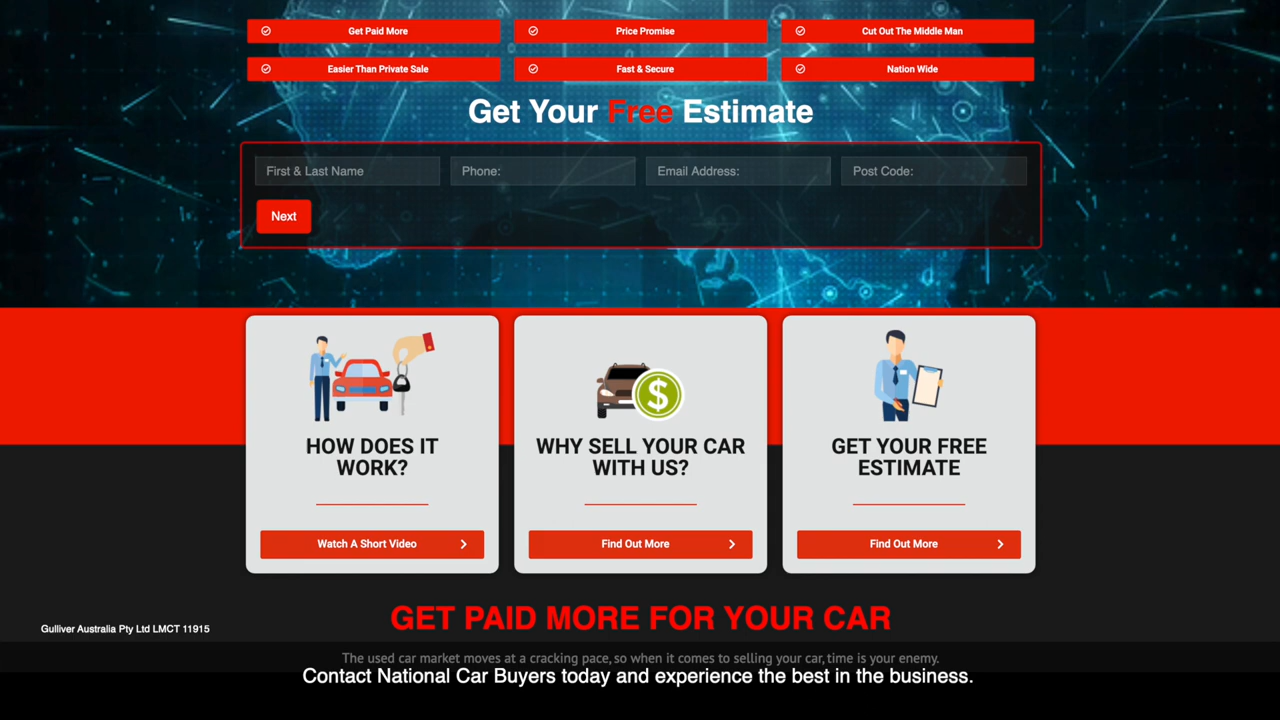 Get Paid More
Price Promise
Cut Out The Middle Man
Easier Than Private Sale
Fast & Secure
Nation Wide
Get Your Free Estimate
First & Last Name
Phone:
Email Address:
Post Code:
Next
HOW DOES IT
WORK?
Watch A Short Video
WHY SELL YOUR CAR
WITH US?
Find Out More
GET YOUR FREE
ESTIMATE
Find Out More
GET PAID MORE FOR YOUR CAR
Gulliver Australia Pty Ltd LMCT 11915
The used car market moves at a cracking pace, so when it comes to selling your car, time is your enemy.
Contact National Car Buyers today and experience the best in the business.